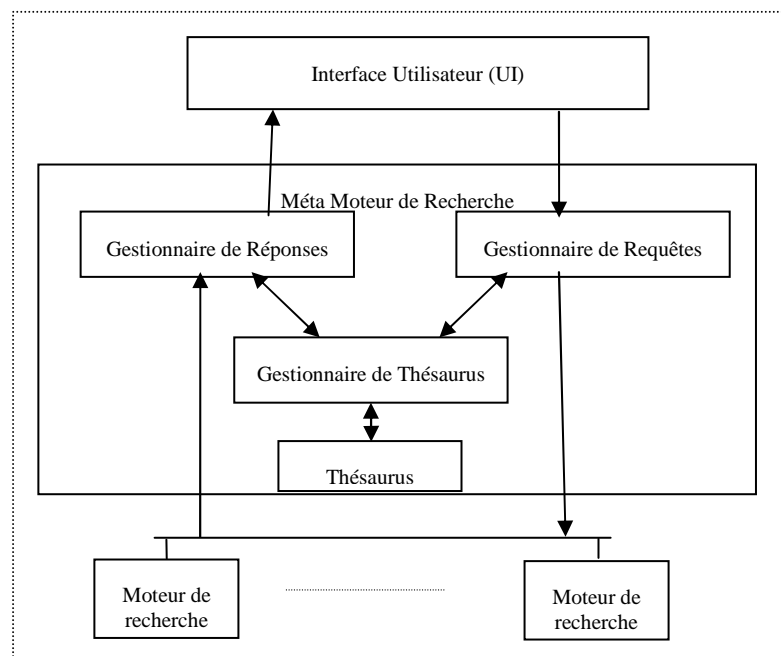 Interface Utilisateur (UI)
Méta Moteur de Recherche
Gestionnaire de Réponses
Gestionnaire de Requêtes
Gestionnaire de Thésaurus
Thésaurus
Moteur de
recherche
Moteur de
recherche